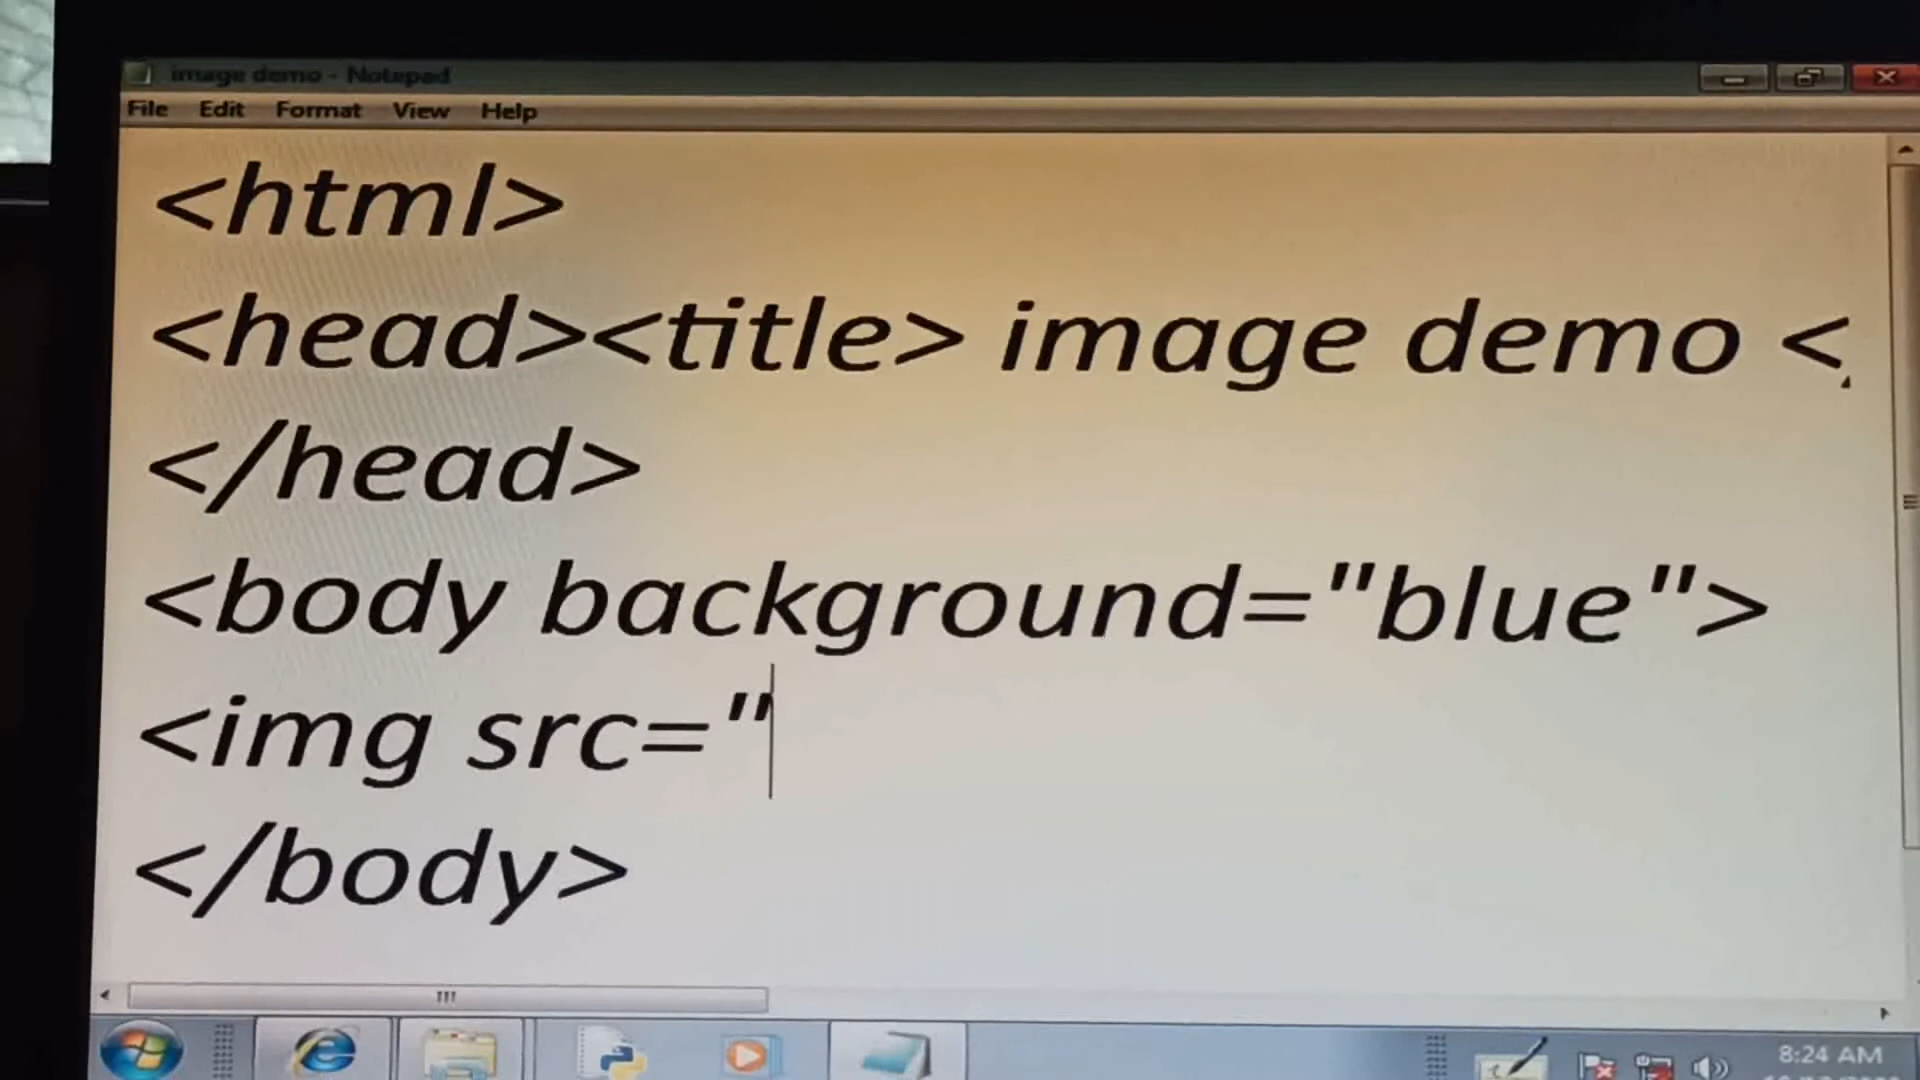 image demo - Notepad
File Edit Format View Help
<html>
<head><title> image demo <
</head>
<body background="blue">
<img src="
</body>
8:24 AM